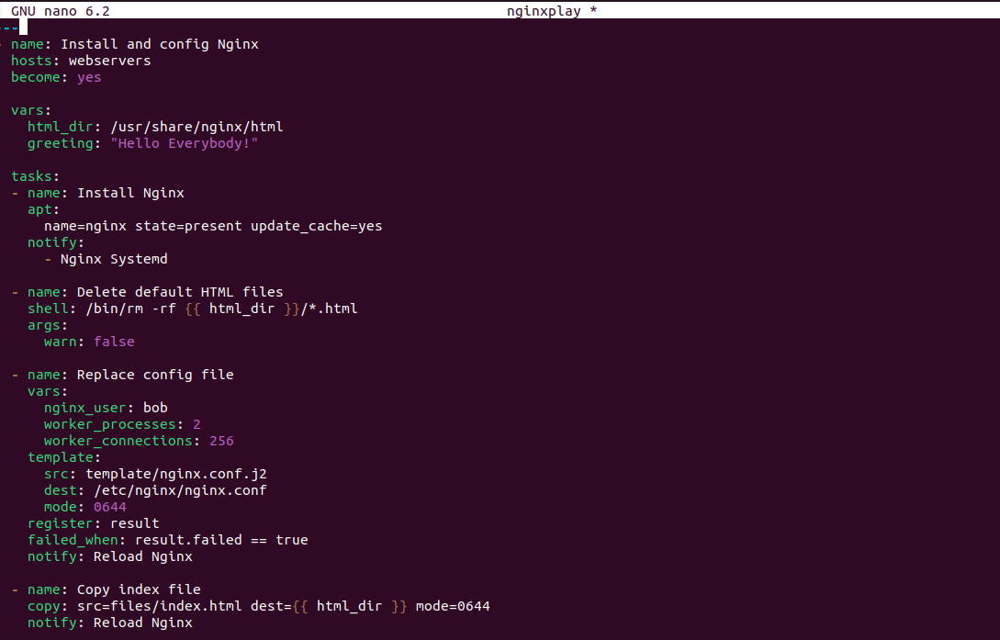 GNU nano 6.2 nginxplay *
---
- name: Install and config Nginx
  hosts: webservers
  become: yes

  vars:
    html_dir: /usr/share/nginx/html
    greeting: "Hello Everybody!"

  tasks:
  - name: Install Nginx
    apt:
      name=nginx state=present update_cache=yes
    notify:
      - Nginx Systemd

  - name: Delete default HTML files
    shell: /bin/rm -rf {{ html_dir }}/*.html
    args:
      warn: false

  - name: Replace config file
    vars:
      nginx_user: bob
      worker_processes: 2
      worker_connections: 256
    template:
      src: template/nginx.conf.j2
      dest: /etc/nginx/nginx.conf
      mode: 0644
    register: result
    failed_when: result.failed == true
    notify: Reload Nginx

  - name: Copy index file
    copy: src=files/index.html dest={{ html_dir }} mode=0644
    notify: Reload Nginx